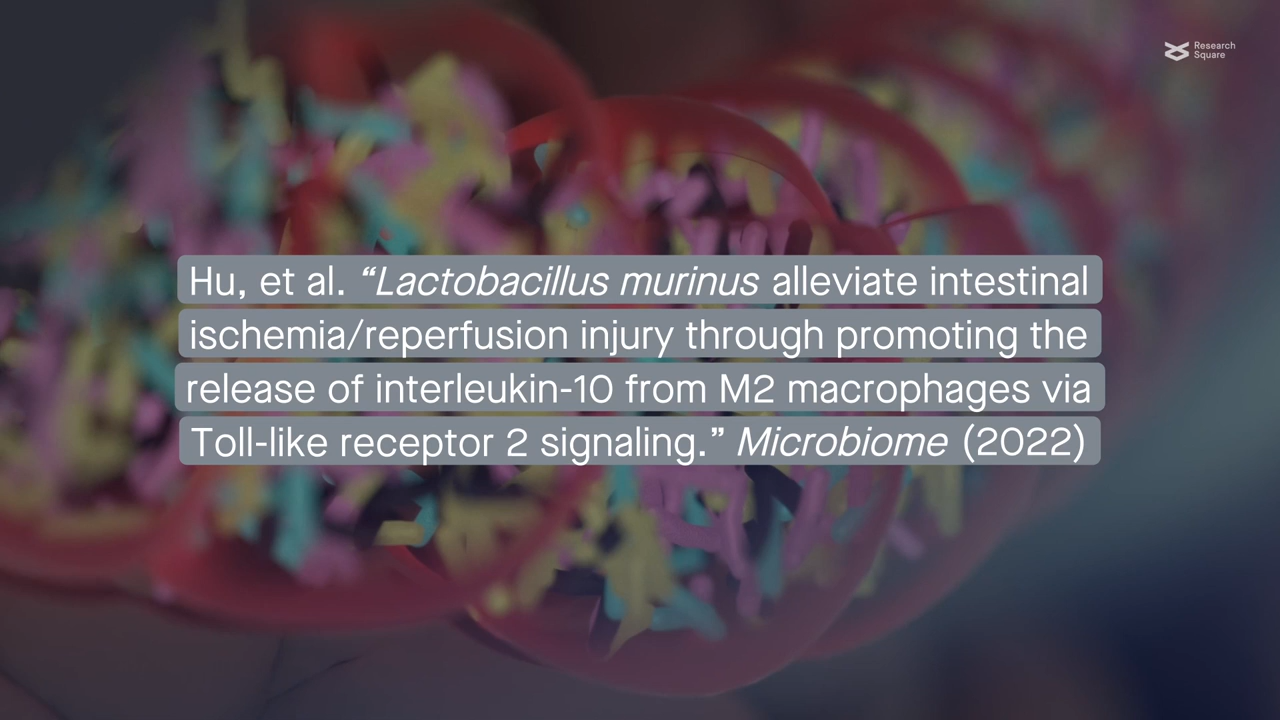 Research
Square
Hu, et al. “Lactobacillus murinus alleviate intestinal
ischemia/reperfusion injury through promoting the
release of interleukin-10 from M2 macrophages via
Toll-like receptor 2 signaling.” Microbiome (2022)